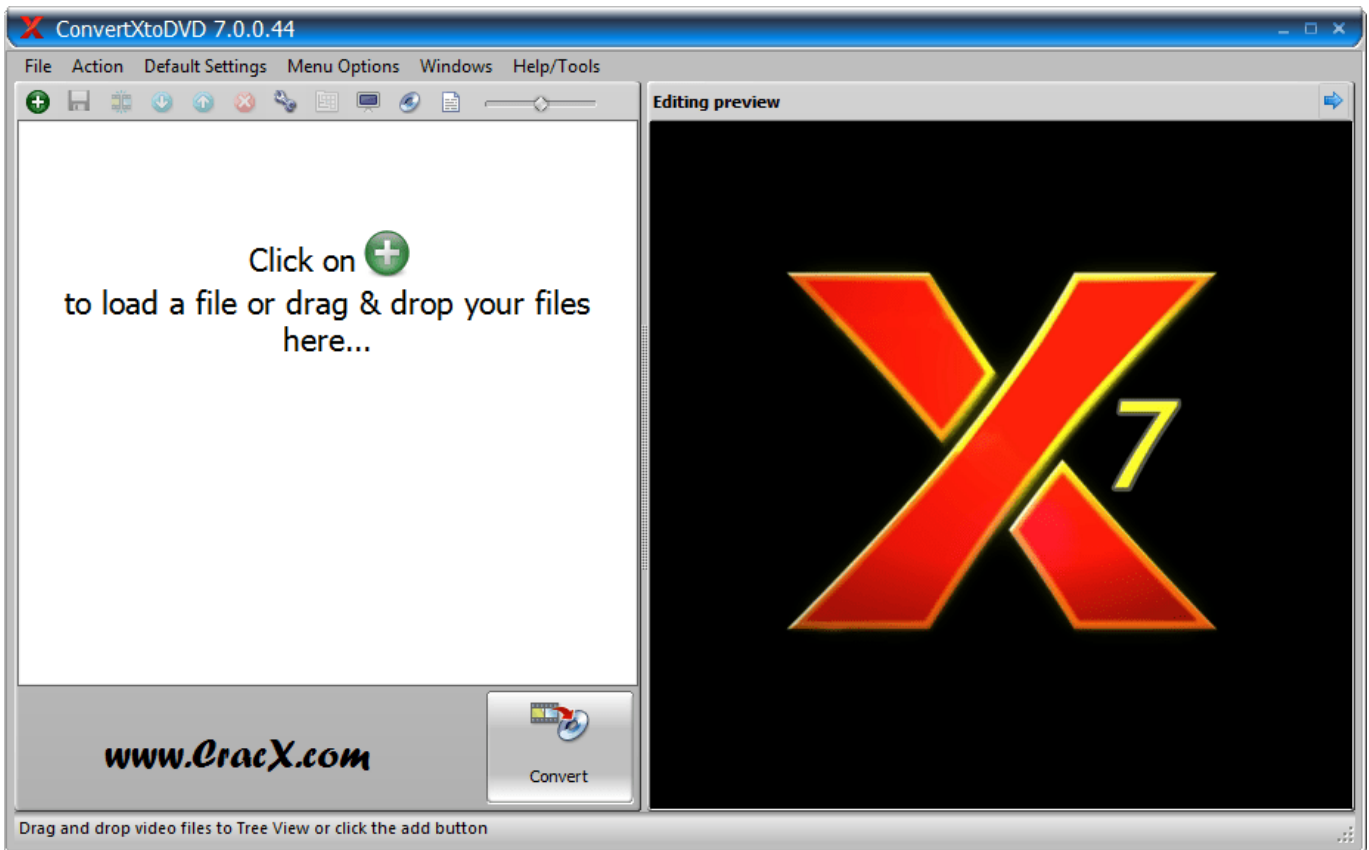 ConvertXtoDVD 7.0.0.44
File Action Default Settings Menu Options Windows Help/Tools
Editing preview
Click on
to load a file or drag & drop your files
here...
X 7
www.CracX.com
Convert
Drag and drop video files to Tree View or click the add button